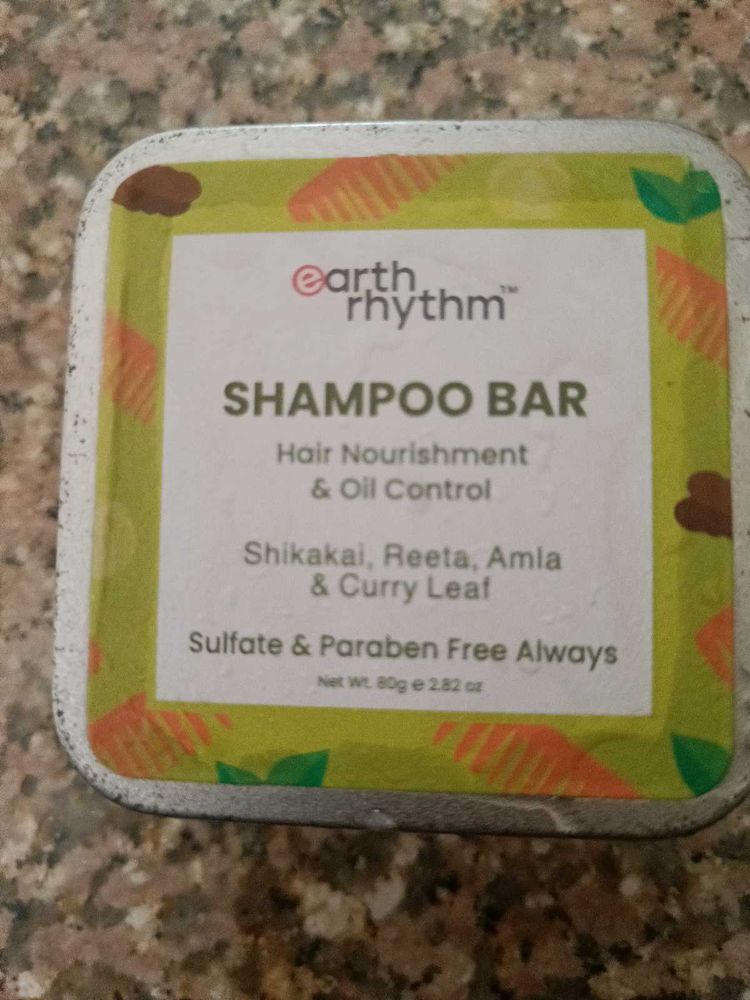 earth
rhythm™
SHAMPOO BAR
Hair Nourishment
& Oil Control
Shikakai, Reeta, Amla
& Curry Leaf
Sulfate & Paraben Free Always
Net Wt. 80g e 2.82 oz